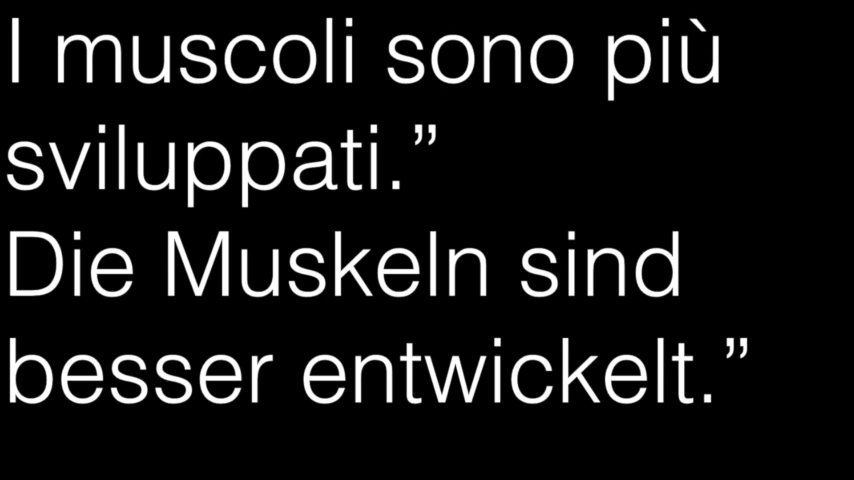 I muscoli sono più
sviluppati.”
Die Muskeln sind
besser entwickelt.”